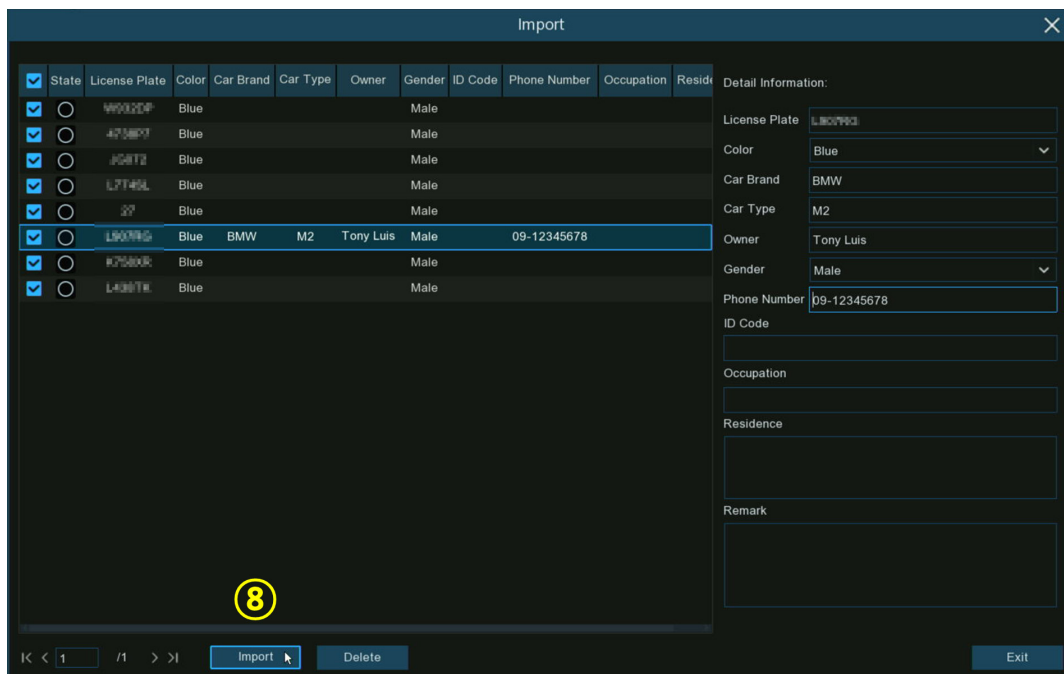 Import
State License Plate Color Car Brand Car Type Owner Gender ID Code Phone Number Occupation Reside
Blue Male
Blue Male
Blue Male
Blue Male
Blue Male
Blue BMW M2 Tony Luis Male 09-12345678
Blue Male
Blue Male
Detail Information:
License Plate
Color Blue
Car Brand BMW
Car Type M2
Owner Tony Luis
Gender Male
Phone Number 09-12345678
ID Code
Occupation
Residence
Remark
8
1 /1 Import Delete Exit